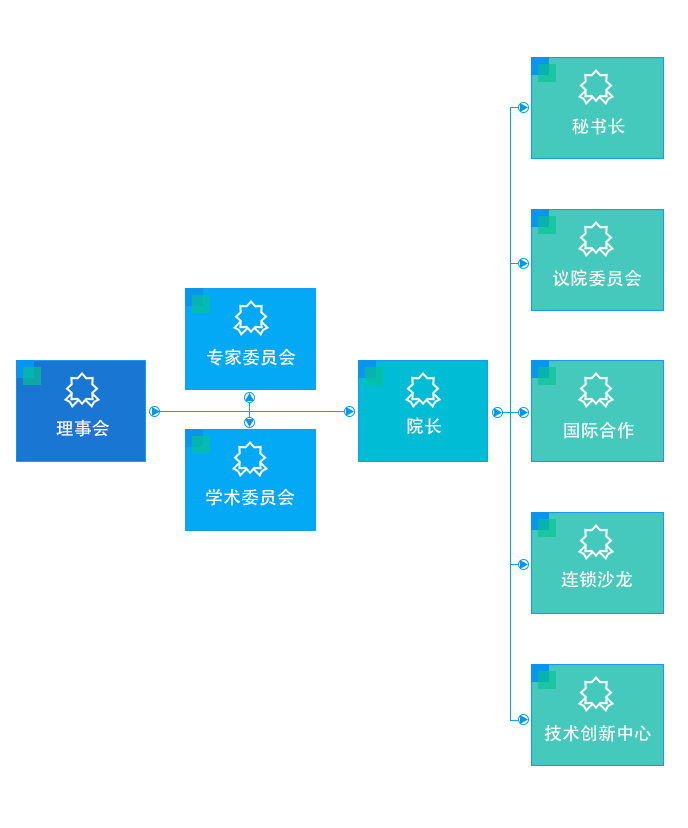 理事会
专家委员会
学术委员会
院长
秘书长
议院委员会
国际合作
连锁沙龙
技术创新中心